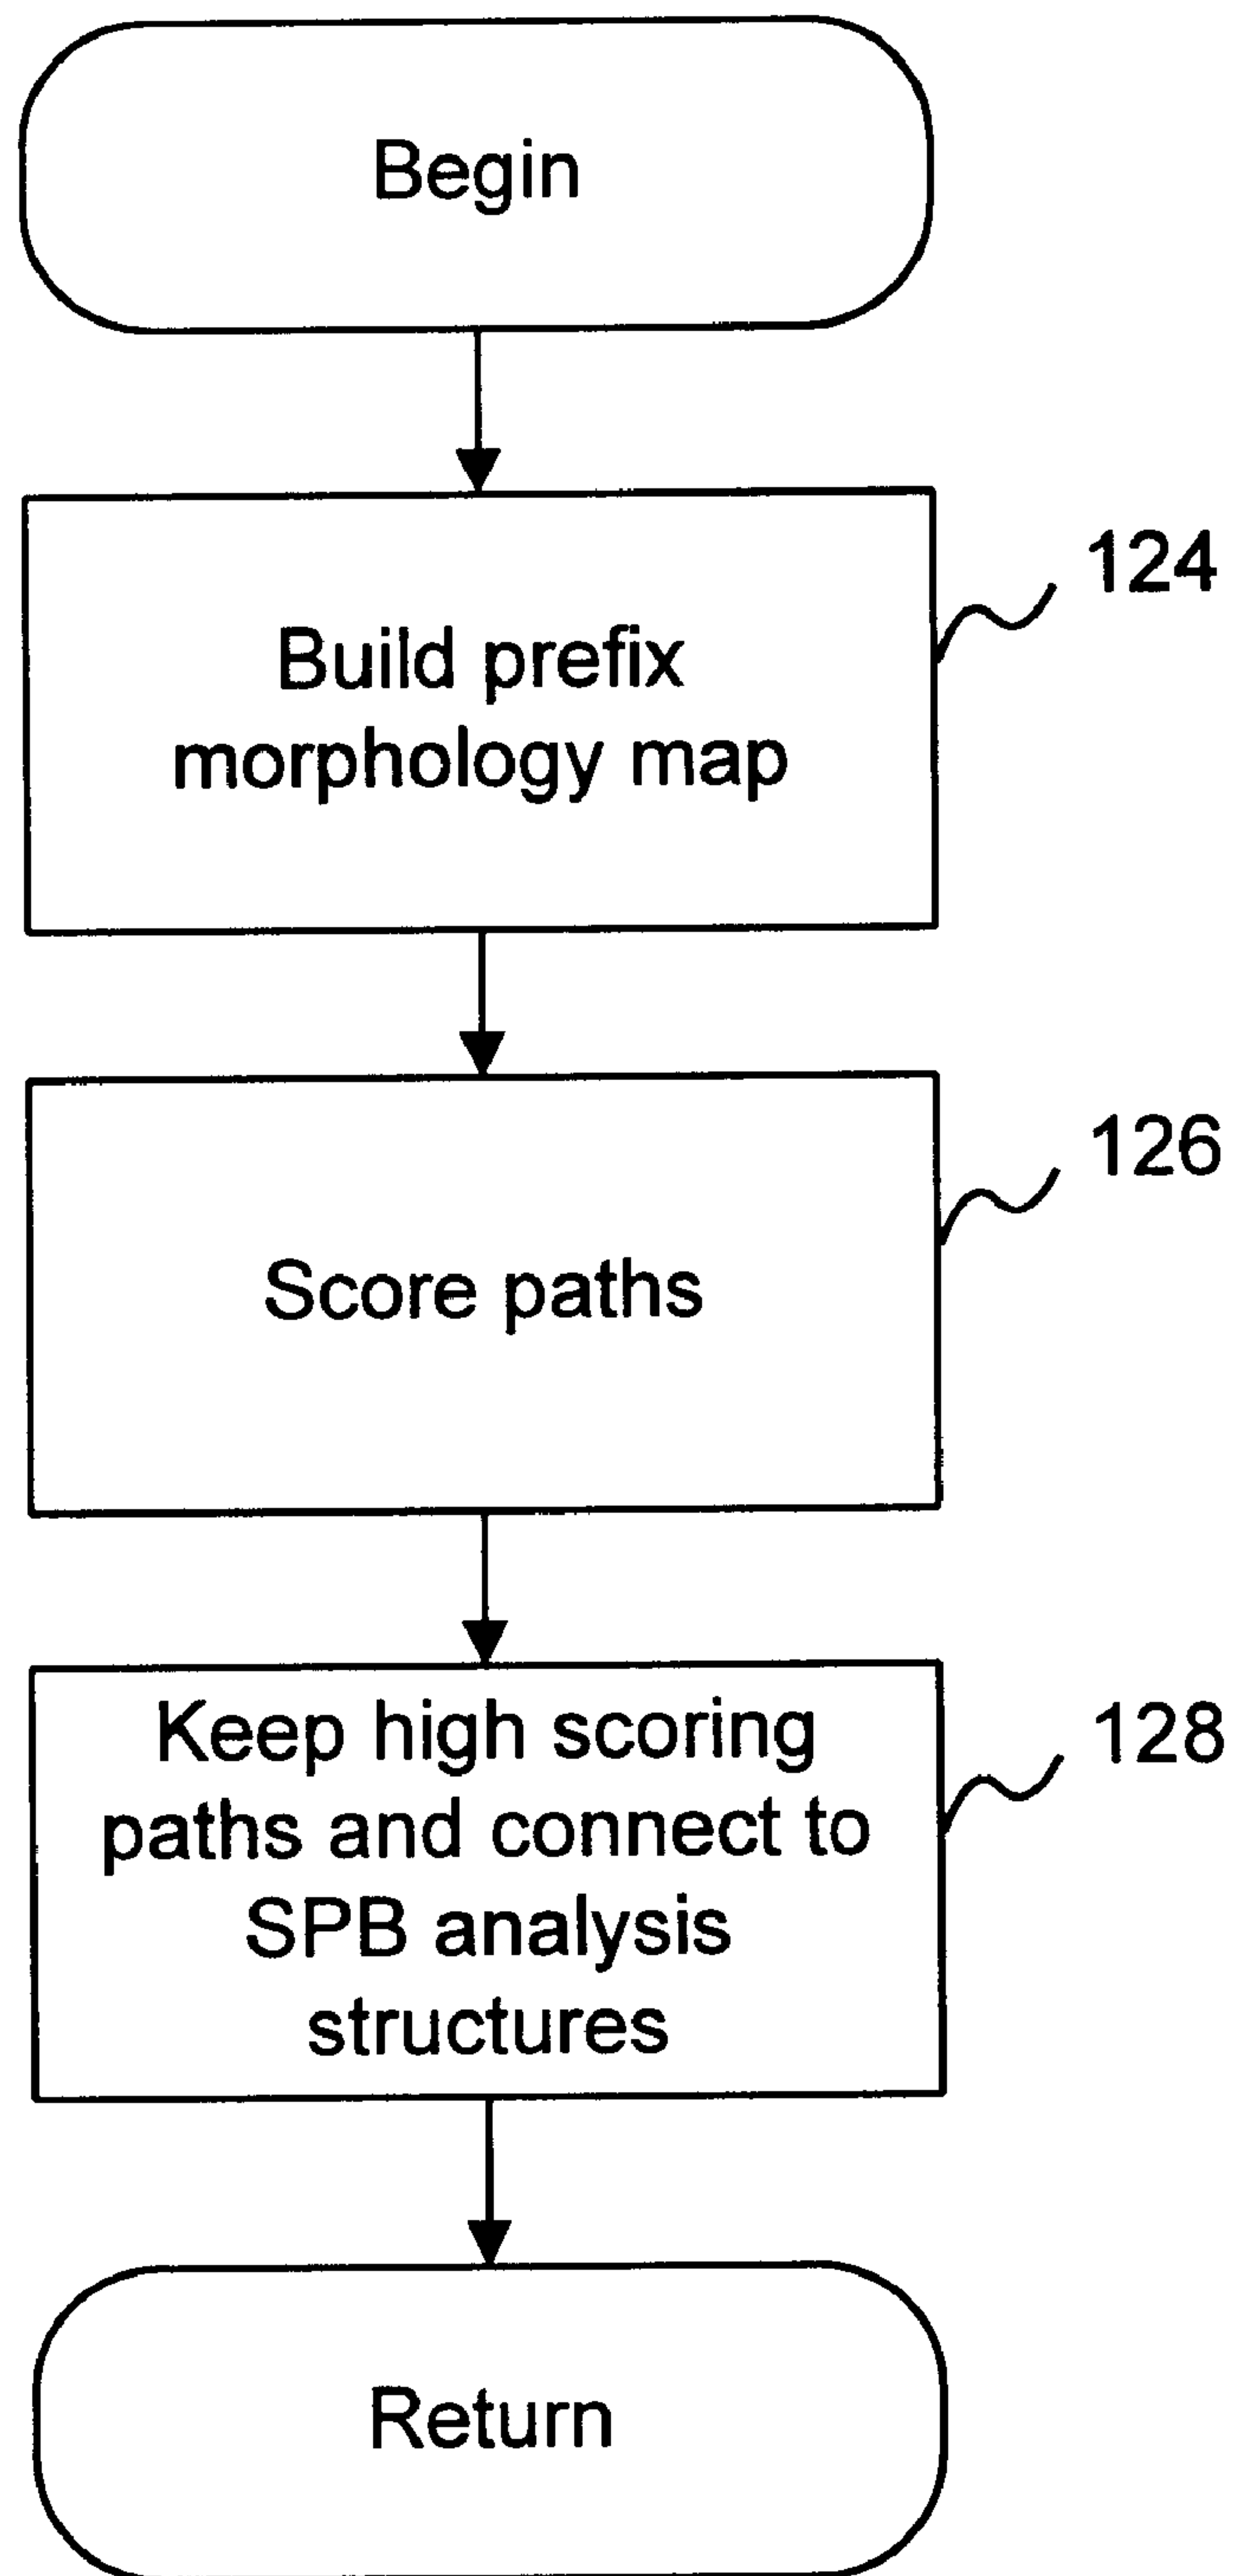 Begin
Build prefix
morphology map
124
Score paths
126
Keep high scoring
paths and connect to
SPB analysis
structures
128
Return